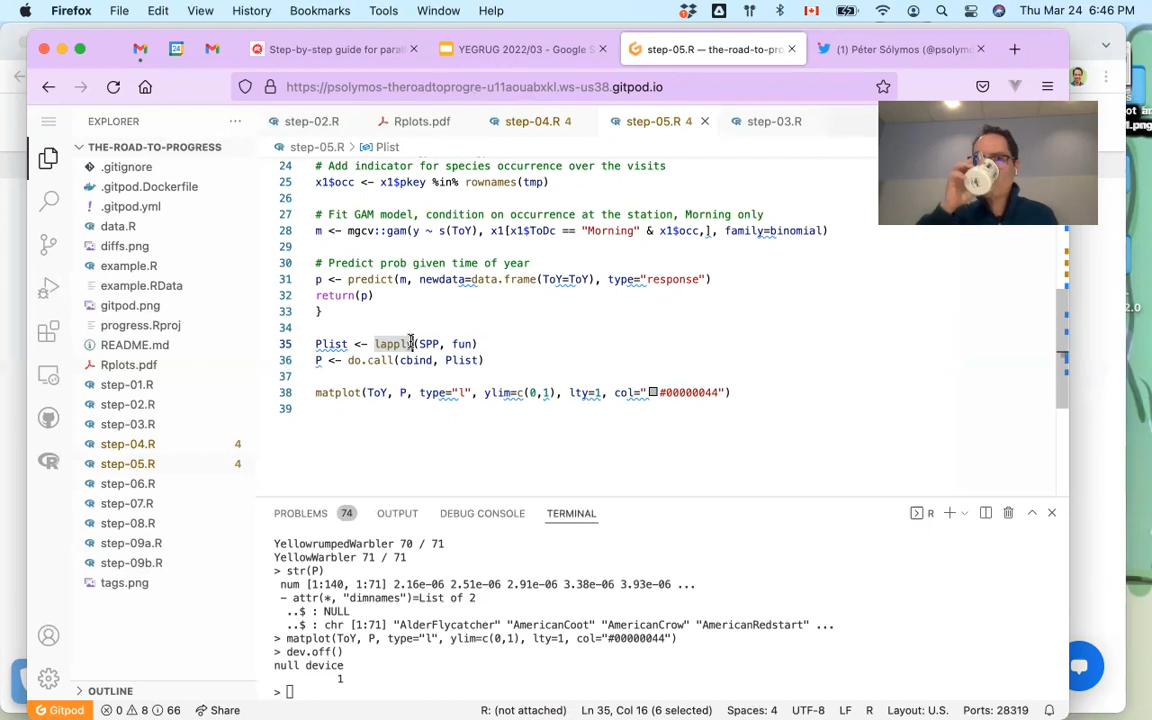 Firefox File Edit View History Bookmarks Tools Window Help Thu Mar 24 6:46 PM
Step-by-step guide for paral
YEGRUG 2022/03 - Google S
step-05.R — the-road-to-pro
(1) Péter Sólymos (@psolym
https://psolymos-theroadtoprogre-u11aouabxkl.ws-us38.gitpod.io
EXPLORER
step-02.R
Rplots.pdf
step-04.R 4
step-05.R 4
step-03.R
THE-ROAD-TO-PROGRESS
step-05.R > Plist
.gitignore
.gitpod.Dockerfile
.gitpod.yml
data.R
diffs.png
example.R
example.RData
gitpod.png
progress.Rproj
README.md
Rplots.pdf
step-01.R
step-02.R
step-03.R
step-04.R 4
step-05.R 4
step-06.R
step-07.R
step-08.R
step-09a.R
step-09b.R
tags.png
OUTLINE
24 # Add indicator for species occurrence over the visits
25 x1$occ <- x1$pkey %in% rownames(tmp)
26
27 # Fit GAM model, condition on occurrence at the station, Morning only
28 m <- mgcv::gam(y ~ s(ToY), x1[x1$ToDc == "Morning" & x1$occ,], family=binomial)
29
30 # Predict prob given time of year
31 p <- predict(m, newdata=data.frame(ToY=ToY), type="response")
32 return(p)
33 }
34
35 Plist <- lapply(SPP, fun)
36 P <- do.call(cbind, Plist)
37
38 matplot(ToY, P, type="l", ylim=c(0,1), lty=1, col="#00000044")
39
PROBLEMS 74 OUTPUT DEBUG CONSOLE TERMINAL R
YellowrumpedWarbler 70 / 71
YellowWarbler 71 / 71
> str(P)
num [1:140, 1:71] 2.16e-06 2.51e-06 2.91e-06 3.38e-06 3.93e-06 ...
- attr(*, "dimnames")=List of 2
..$ : NULL
..$ : chr [1:71] "AlderFlycatcher" "AmericanCoot" "AmericanCrow" "AmericanRedstart" ...
> matplot(ToY, P, type="l", ylim=c(0,1), lty=1, col="#00000044")
> dev.off()
null device
1
>
Gitpod 0 8 66 Share R: (not attached) Ln 35, Col 16 (6 selected) Spaces: 4 UTF-8 LF R Layout: U.S. Ports: 28319